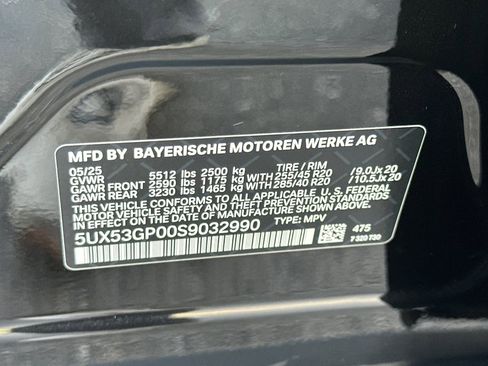 MFD BY BAYERISCHE MOTOREN WERKE AG
05/25 TIRE / RIM
GVWR 5512 lbs 2500 kg
GAWR FRONT 2590 lbs 1175 kg WITH 255/45 R20 /9.0Jx20
GAWR REAR 3230 lbs 1465 kg WITH 285/40 R20 /10.5Jx20
THIS VEHICLE CONFORMS TO ALL APPLICABLE U.S. FEDERAL
MOTOR VEHICLE SAFETY STANDARDS IN EFFECT ON THE
DATE OF MANUFACTURE SHOWN ABOVE.
5UX53GP00S9032990 TYPE: MPV
475
7 320 730